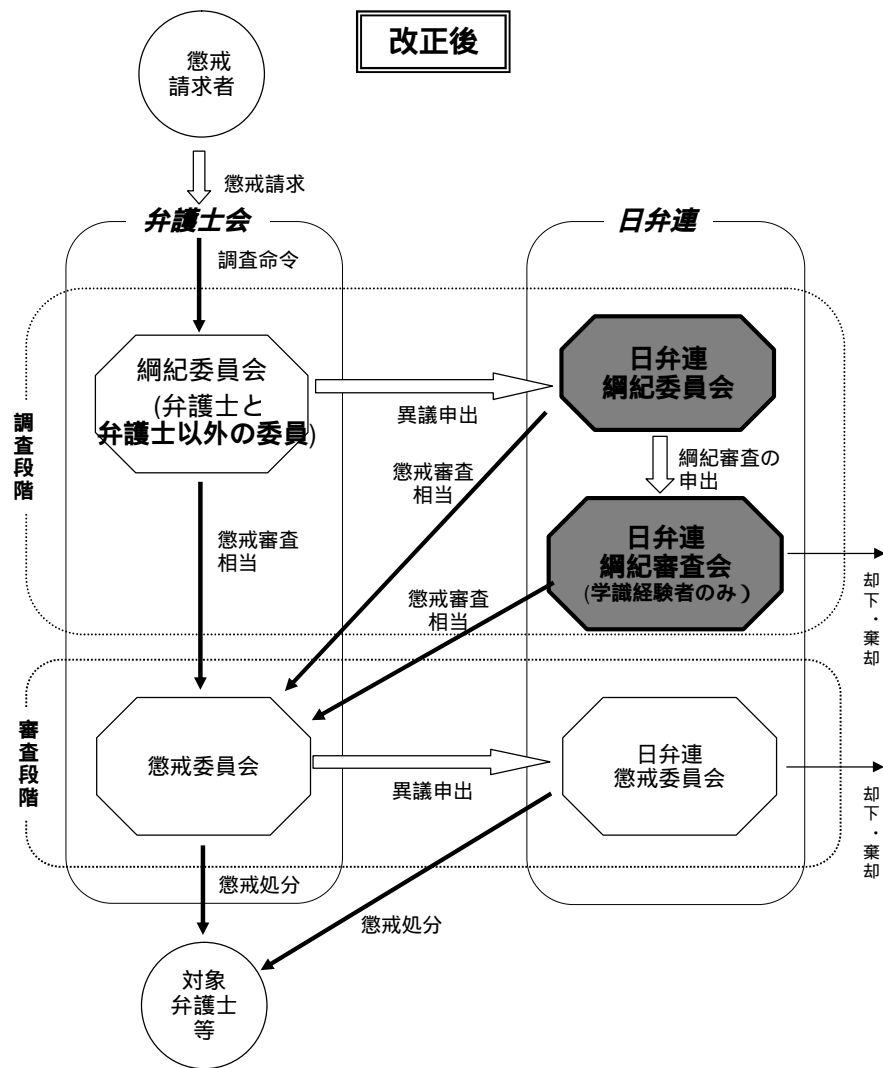 改正後
懲戒
請求者
懲戒請求
弁護士会
日弁連
調査命令
調査段階
綱紀委員会
(弁護士と
弁護士以外の委員)
異議申出
日弁連
綱紀委員会
懲戒審査
相当
綱紀審査の
申出
懲戒審査
相当
日弁連
綱紀審査会
(学識経験者のみ）
却下・棄却
懲戒審査
相当
審査段階
懲戒委員会
異議申出
日弁連
懲戒委員会
却下・棄却
懲戒処分
懲戒処分
対象
弁護士
等